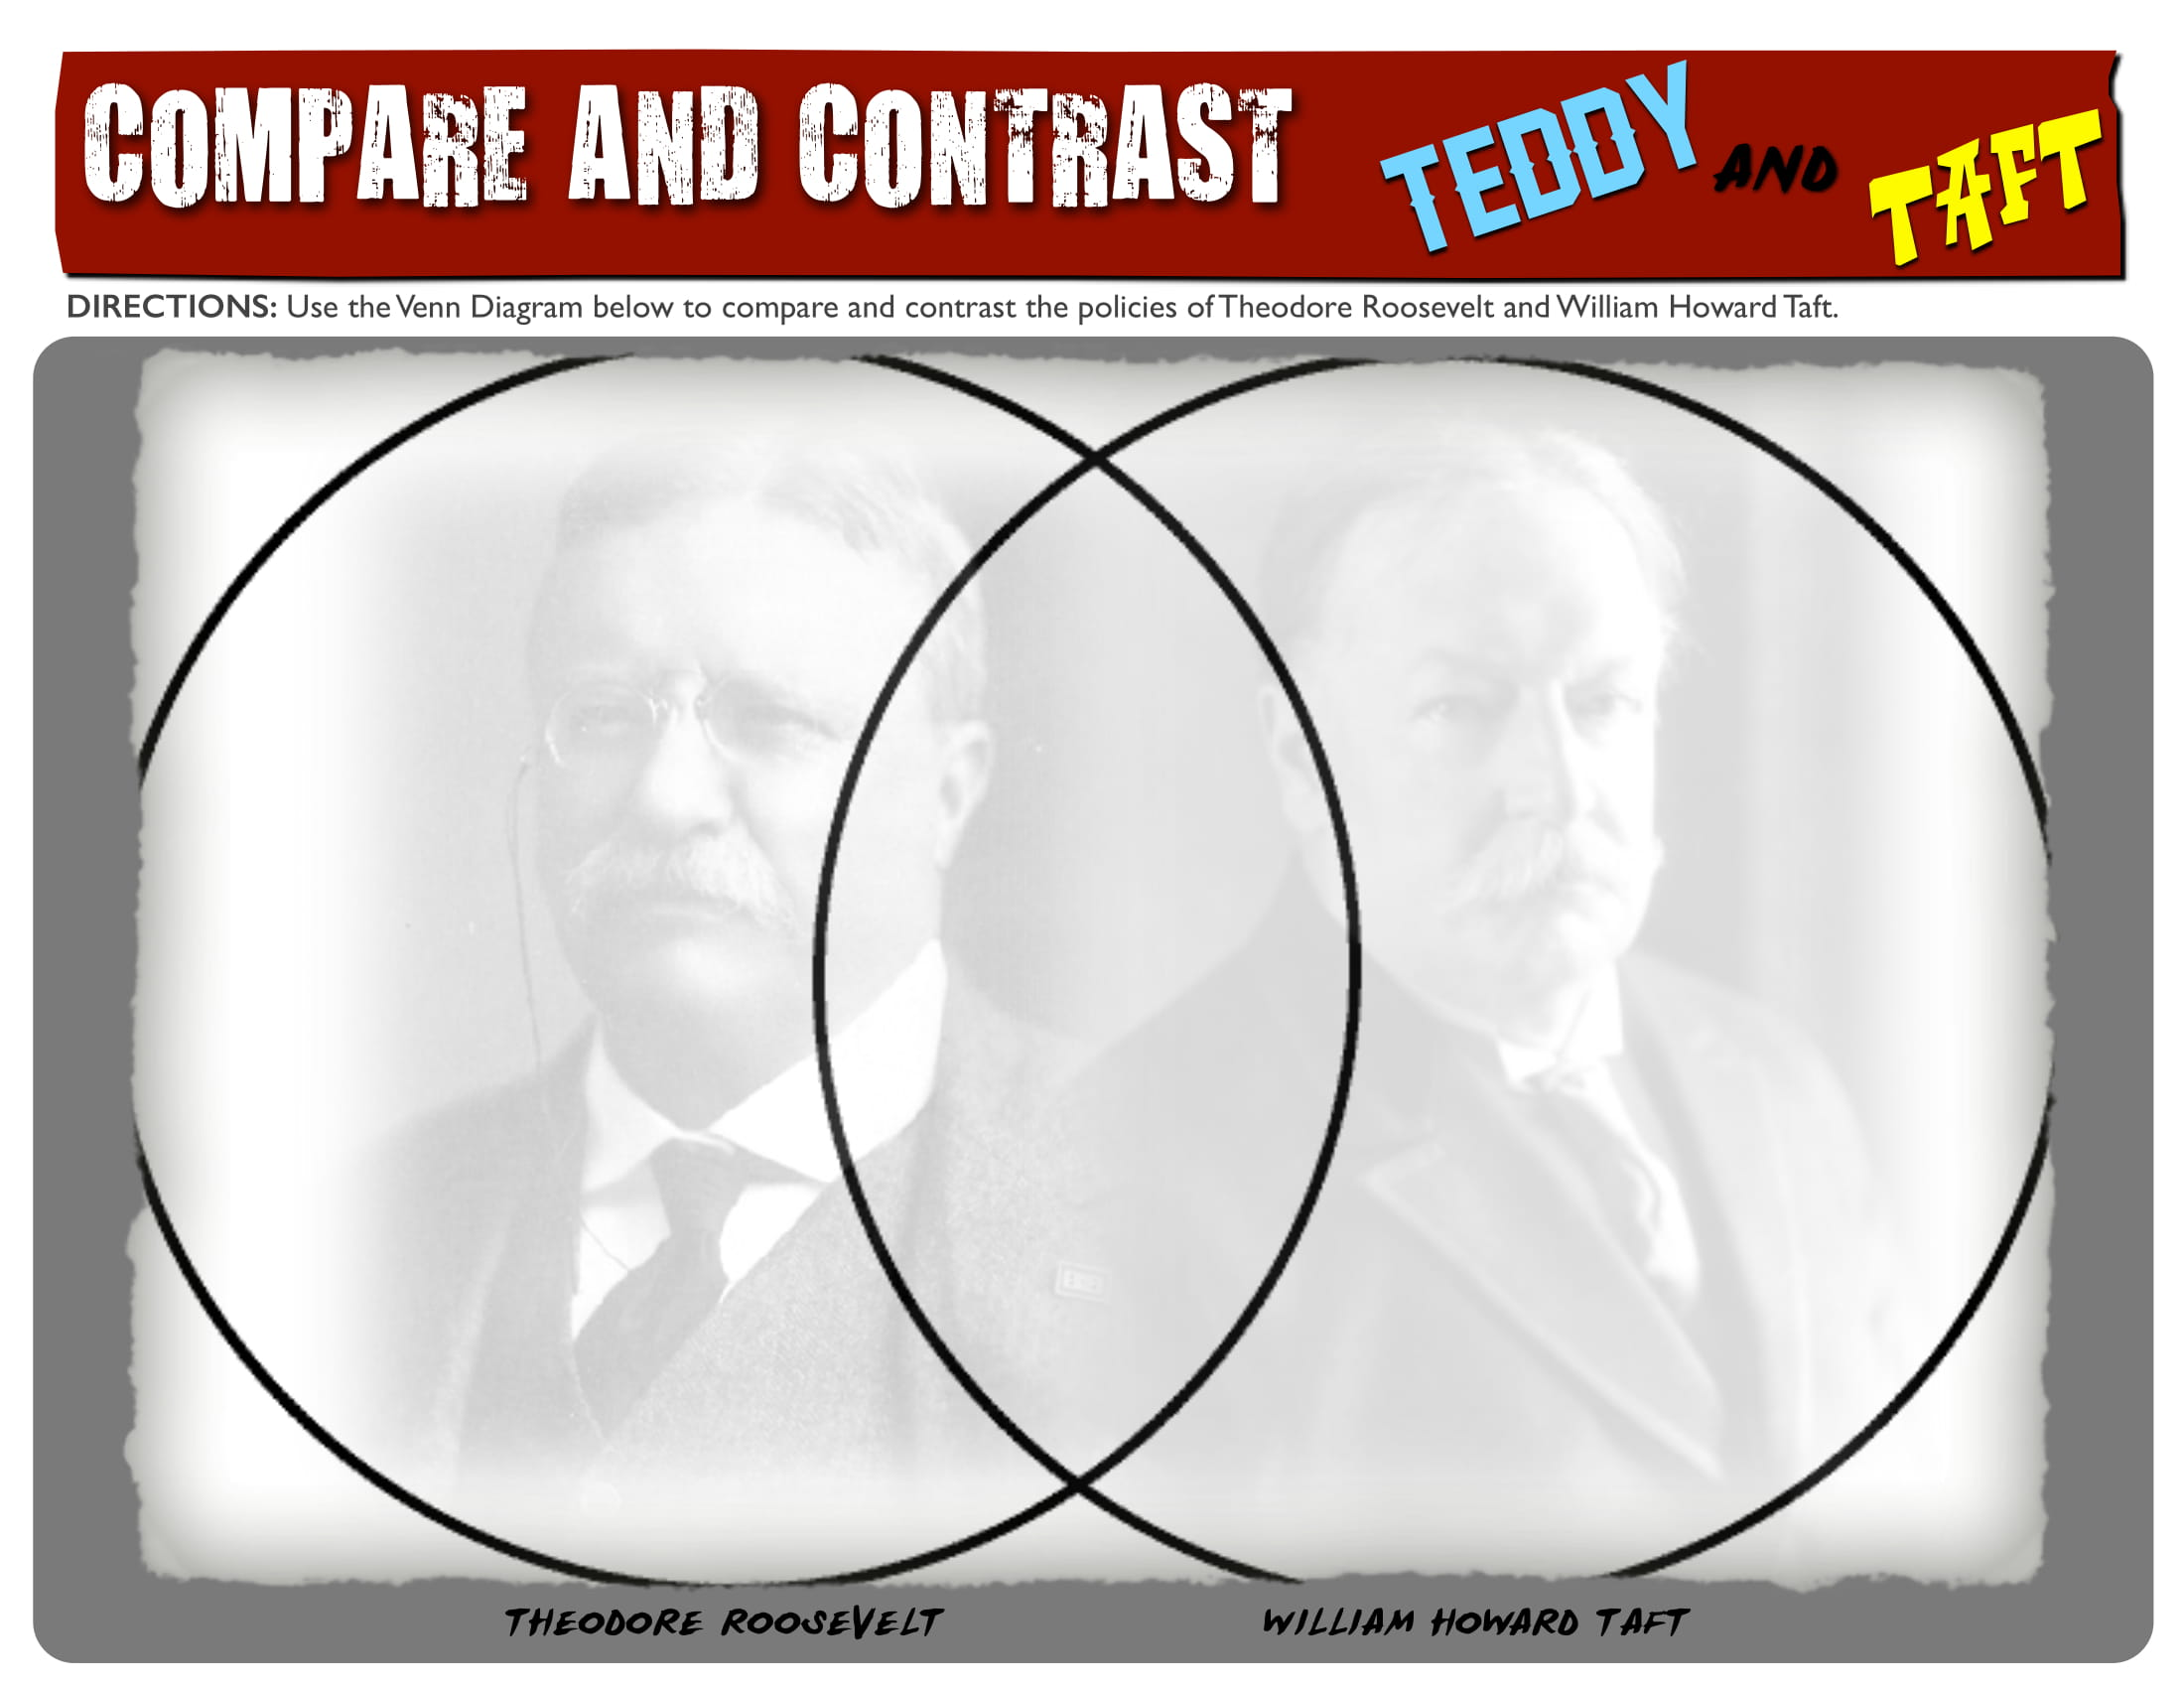 COMPARE AND CONTRAST TEDDY AND TAFT
DIRECTIONS: Use the Venn Diagram below to compare and contrast the policies of Theodore Roosevelt and William Howard Taft.
THEODORE ROOSEVELT
WILLIAM HOWARD TAFT